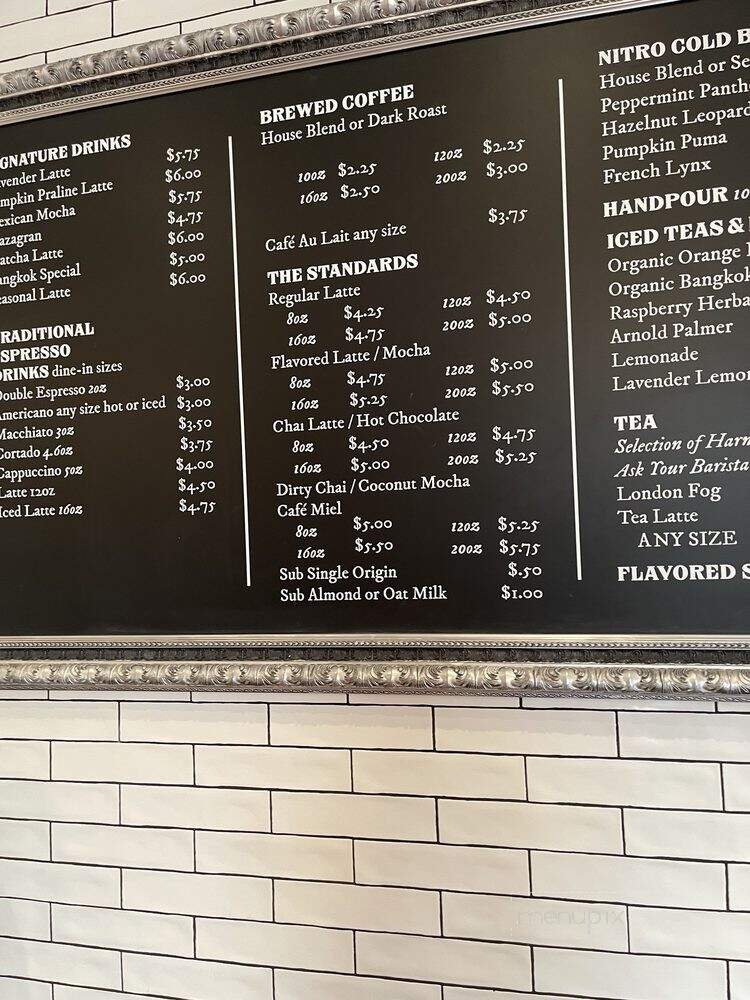 GNATURE DRINKS
vender Latte $5.75
mpkin Praline Latte $6.00
exican Mocha $5.75
azagran $4.75
atcha Latte $6.00
angkok Special $5.00
easonal Latte $6.00
RADITIONAL
SPRESSO
DRINKS dine-in sizes
Double Espresso 2oz $3.00
Americano any size hot or iced $3.00
Macchiato 3oz $3.50
Cortado 4.6oz $3.75
Cappuccino 5oz $4.00
Latte 12oz $4.50
Iced Latte 16oz $4.75
BREWED COFFEE
House Blend or Dark Roast
10oz $2.25 12oz $2.25
16oz $2.50 20oz $3.00
Café Au Lait any size $3.75
THE STANDARDS
Regular Latte
8oz $4.25 12oz $4.50
16oz $4.75 20oz $5.00
Flavored Latte / Mocha
8oz $4.75 12oz $5.00
16oz $5.25 20oz $5.50
Chai Latte / Hot Chocolate
8oz $4.50 12oz $4.75
16oz $5.00 20oz $5.25
Dirty Chai / Coconut Mocha
Café Miel
8oz $5.00 12oz $5.25
16oz $5.50 20oz $5.75
Sub Single Origin $.50
Sub Almond or Oat Milk $1.00
NITRO COLD B
House Blend or Se
Peppermint Panth
Hazelnut Leopard
Pumpkin Puma
French Lynx
HANDPOUR 10
ICED TEAS &
Organic Orange
Organic Bangkok
Raspberry Herba
Arnold Palmer
Lemonade
Lavender Lemon
TEA
Selection of Harn
Ask Your Barista
London Fog
Tea Latte
ANY SIZE
FLAVORED S
menupix